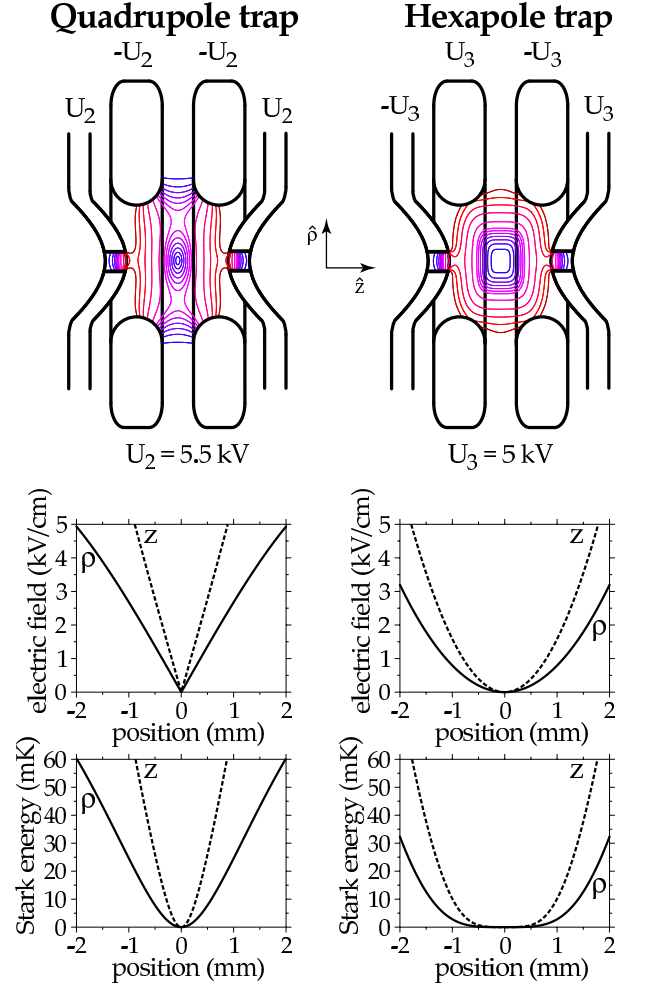 Quadrupole trap
Hexapole trap
-U2 -U2
U3 -U3
U2 U2
-U3 U3
ρ̂
ẑ
U2 = 5.5 kV
U3 = 5 kV
electric field (kV/cm)
5
4
3
2
1
0
z
ρ
-2 -1 0 1 2
position (mm)
electric field (kV/cm)
5
4
3
2
1
0
z
ρ
-2 -1 0 1 2
position (mm)
Stark energy (mK)
60
50
40
30
20
10
0
z
ρ
-2 -1 0 1 2
position (mm)
Stark energy (mK)
60
50
40
30
20
10
0
z
ρ
-2 -1 0 1 2
position (mm)